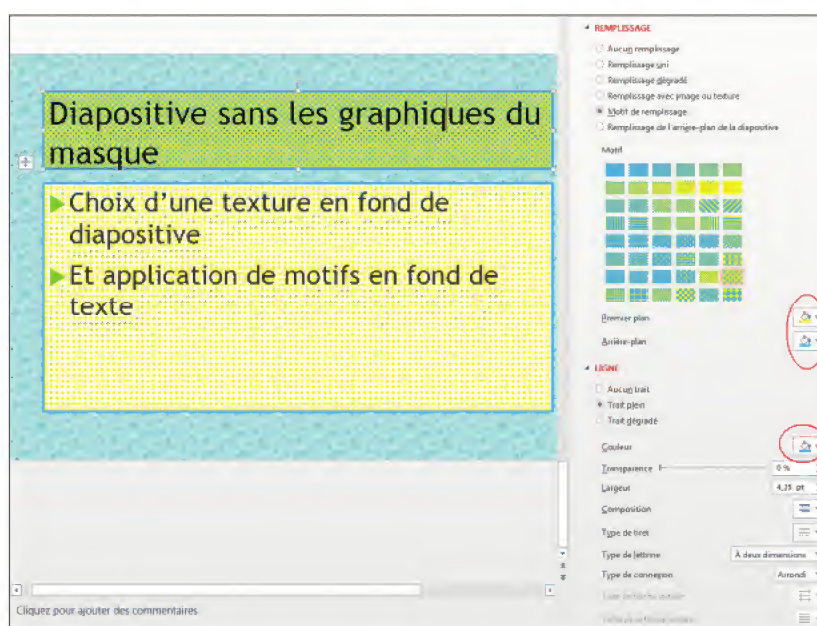 Diapositive sans les graphiques du
masque
Choix d'une texture en fond de
diapositive
Et application de motifs en fond de
texte
Cliquez pour ajouter des commentaires
REMPLISSAGE
Aucun remplissage
Remplissage uni
Remplissage dégradé
Remplissage avec image ou texture
Motif de remplissage
Remplissage de l'arrière-plan de la diapositive
Motif
Premier plan
Arrière-plan
LIGNE
Aucun trait
Trait plein
Trait dégradé
Couleur
Transparence 0 %
Largeur 4,25 pt
Composition
Type de tiret
Type de lettrine À deux dimensions
Type de connexion Arrondi